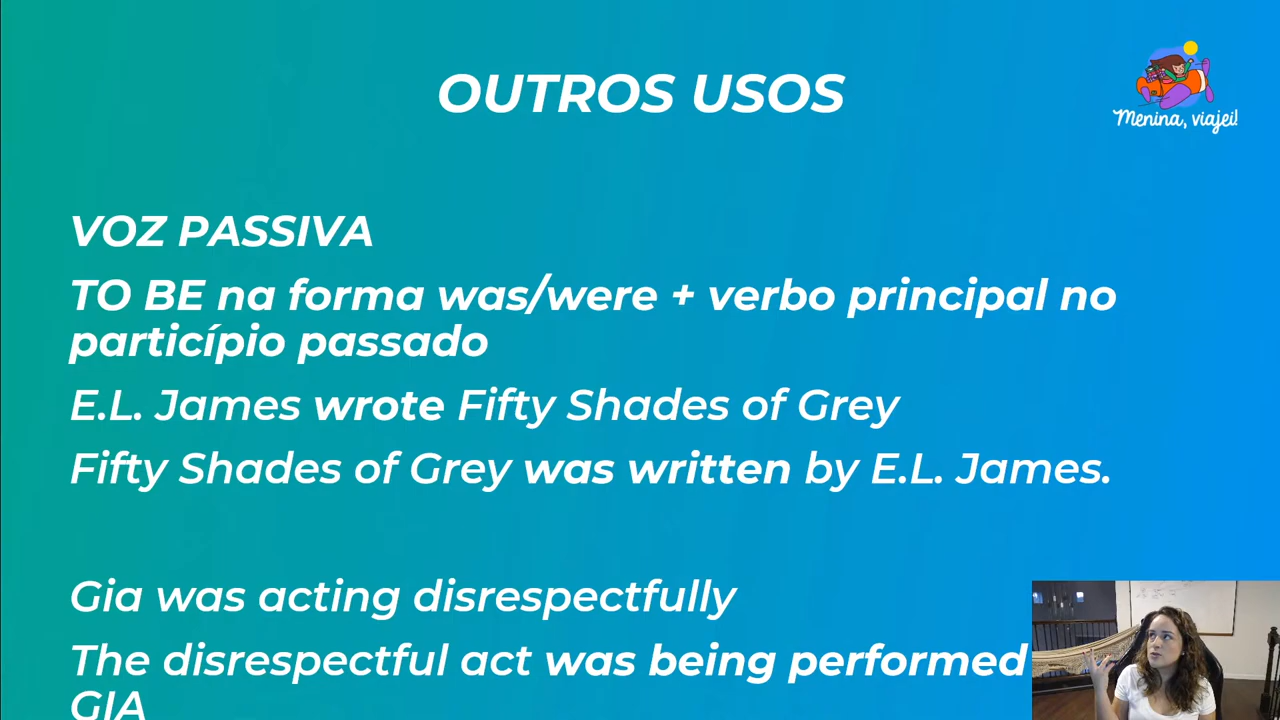 OUTROS USOS
Menina, viajei!
VOZ PASSIVA
TO BE na forma was/were + verbo principal no
particípio passado
E.L. James wrote Fifty Shades of Grey
Fifty Shades of Grey was written by E.L. James.
Gia was acting disrespectfully
The disrespectful act was being performed
GIA